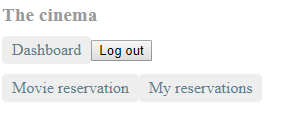 The cinema
Dashboard Log out
Movie reservation My reservations